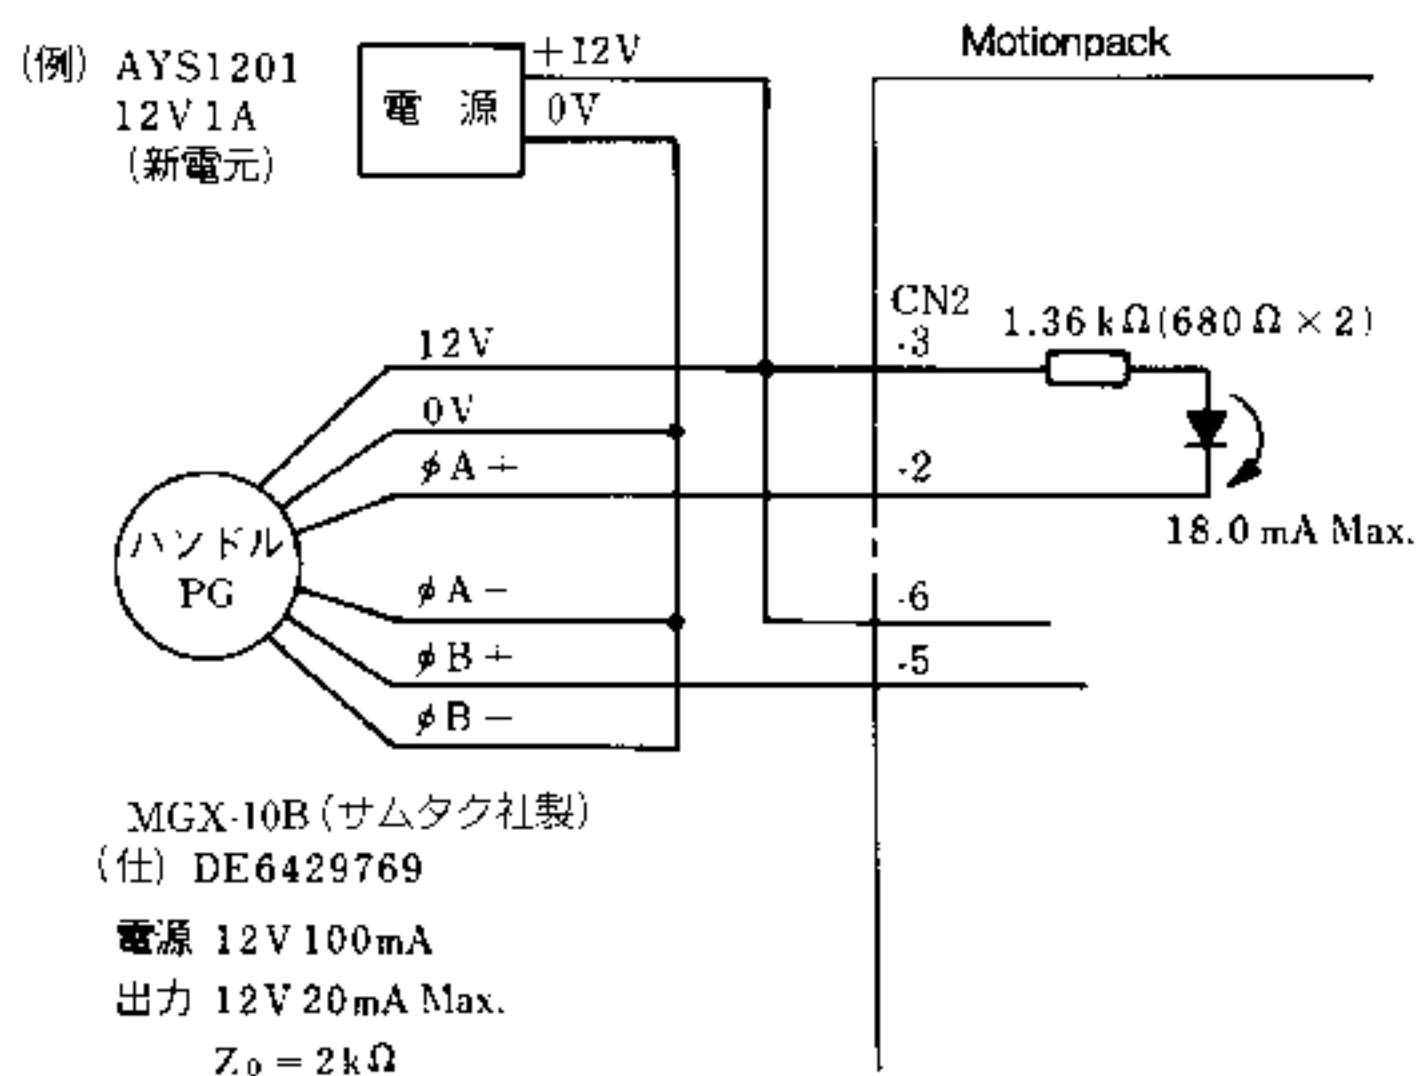 (例) AYS1201
12V 1A
(新電元)
電 源
+12V
0V
Motionpack
CN2
-3
1.36 kΩ(680 Ω × 2)
12V
0V
φA+
-2
18.0 mA Max.
ハンドル
PG
φA−
-6
φB+
-5
φB−
MGX-10B (サムタク社製)
(仕) DE6429769
電源 12V 100mA
出力 12V 20mA Max.
Z₀ = 2kΩ